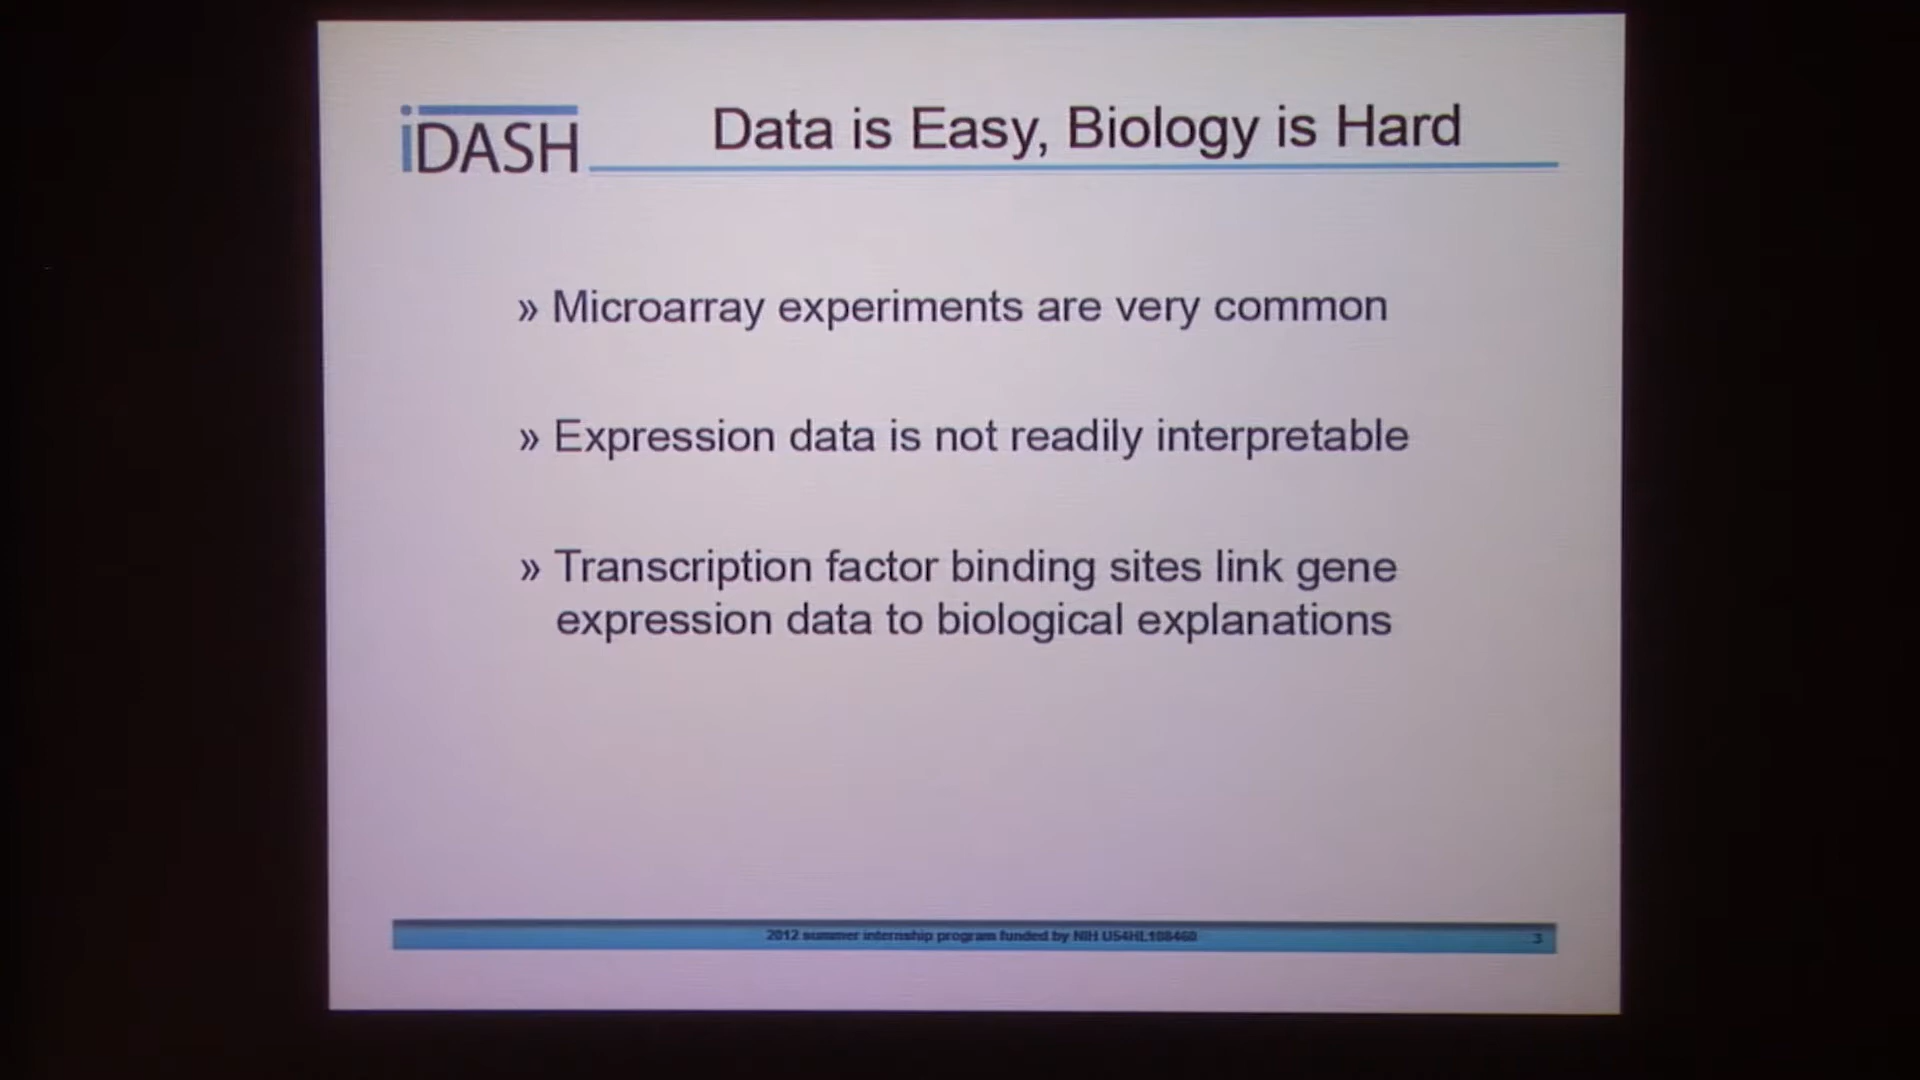 iDASH
Data is Easy, Biology is Hard
» Microarray experiments are very common
» Expression data is not readily interpretable
» Transcription factor binding sites link gene
expression data to biological explanations
2012 summer internship program funded by NIH U54HL108460
3